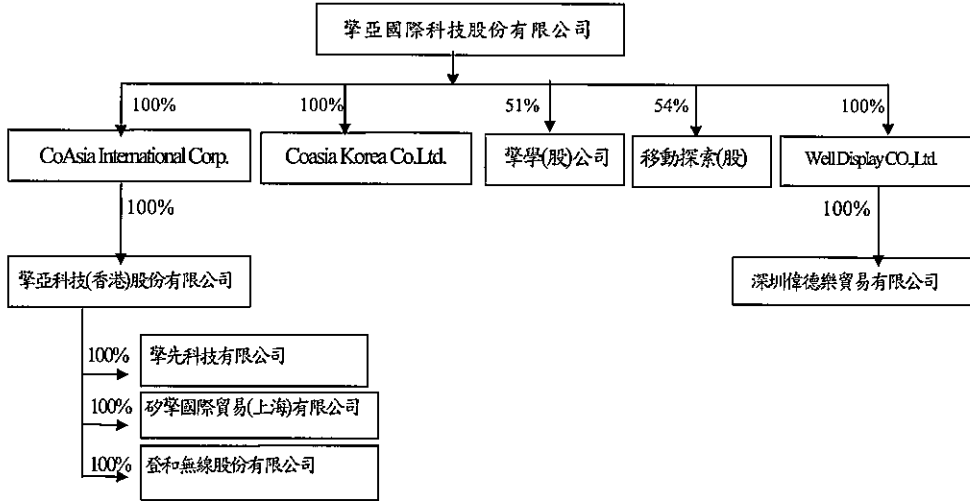 擎亞國際科技股份有限公司
100%
100%
51%
54%
100%
CoAsia International Corp.
Coasia Korea Co.Ltd.
擎學(股)公司
移動探索(股)
Well Display CO.,Ltd.
100%
100%
擎亞科技(香港)股份有限公司
深圳偉德樂貿易有限公司
100%
擎先科技有限公司
100%
矽擎國際貿易(上海)有限公司
100%
登和無線股份有限公司